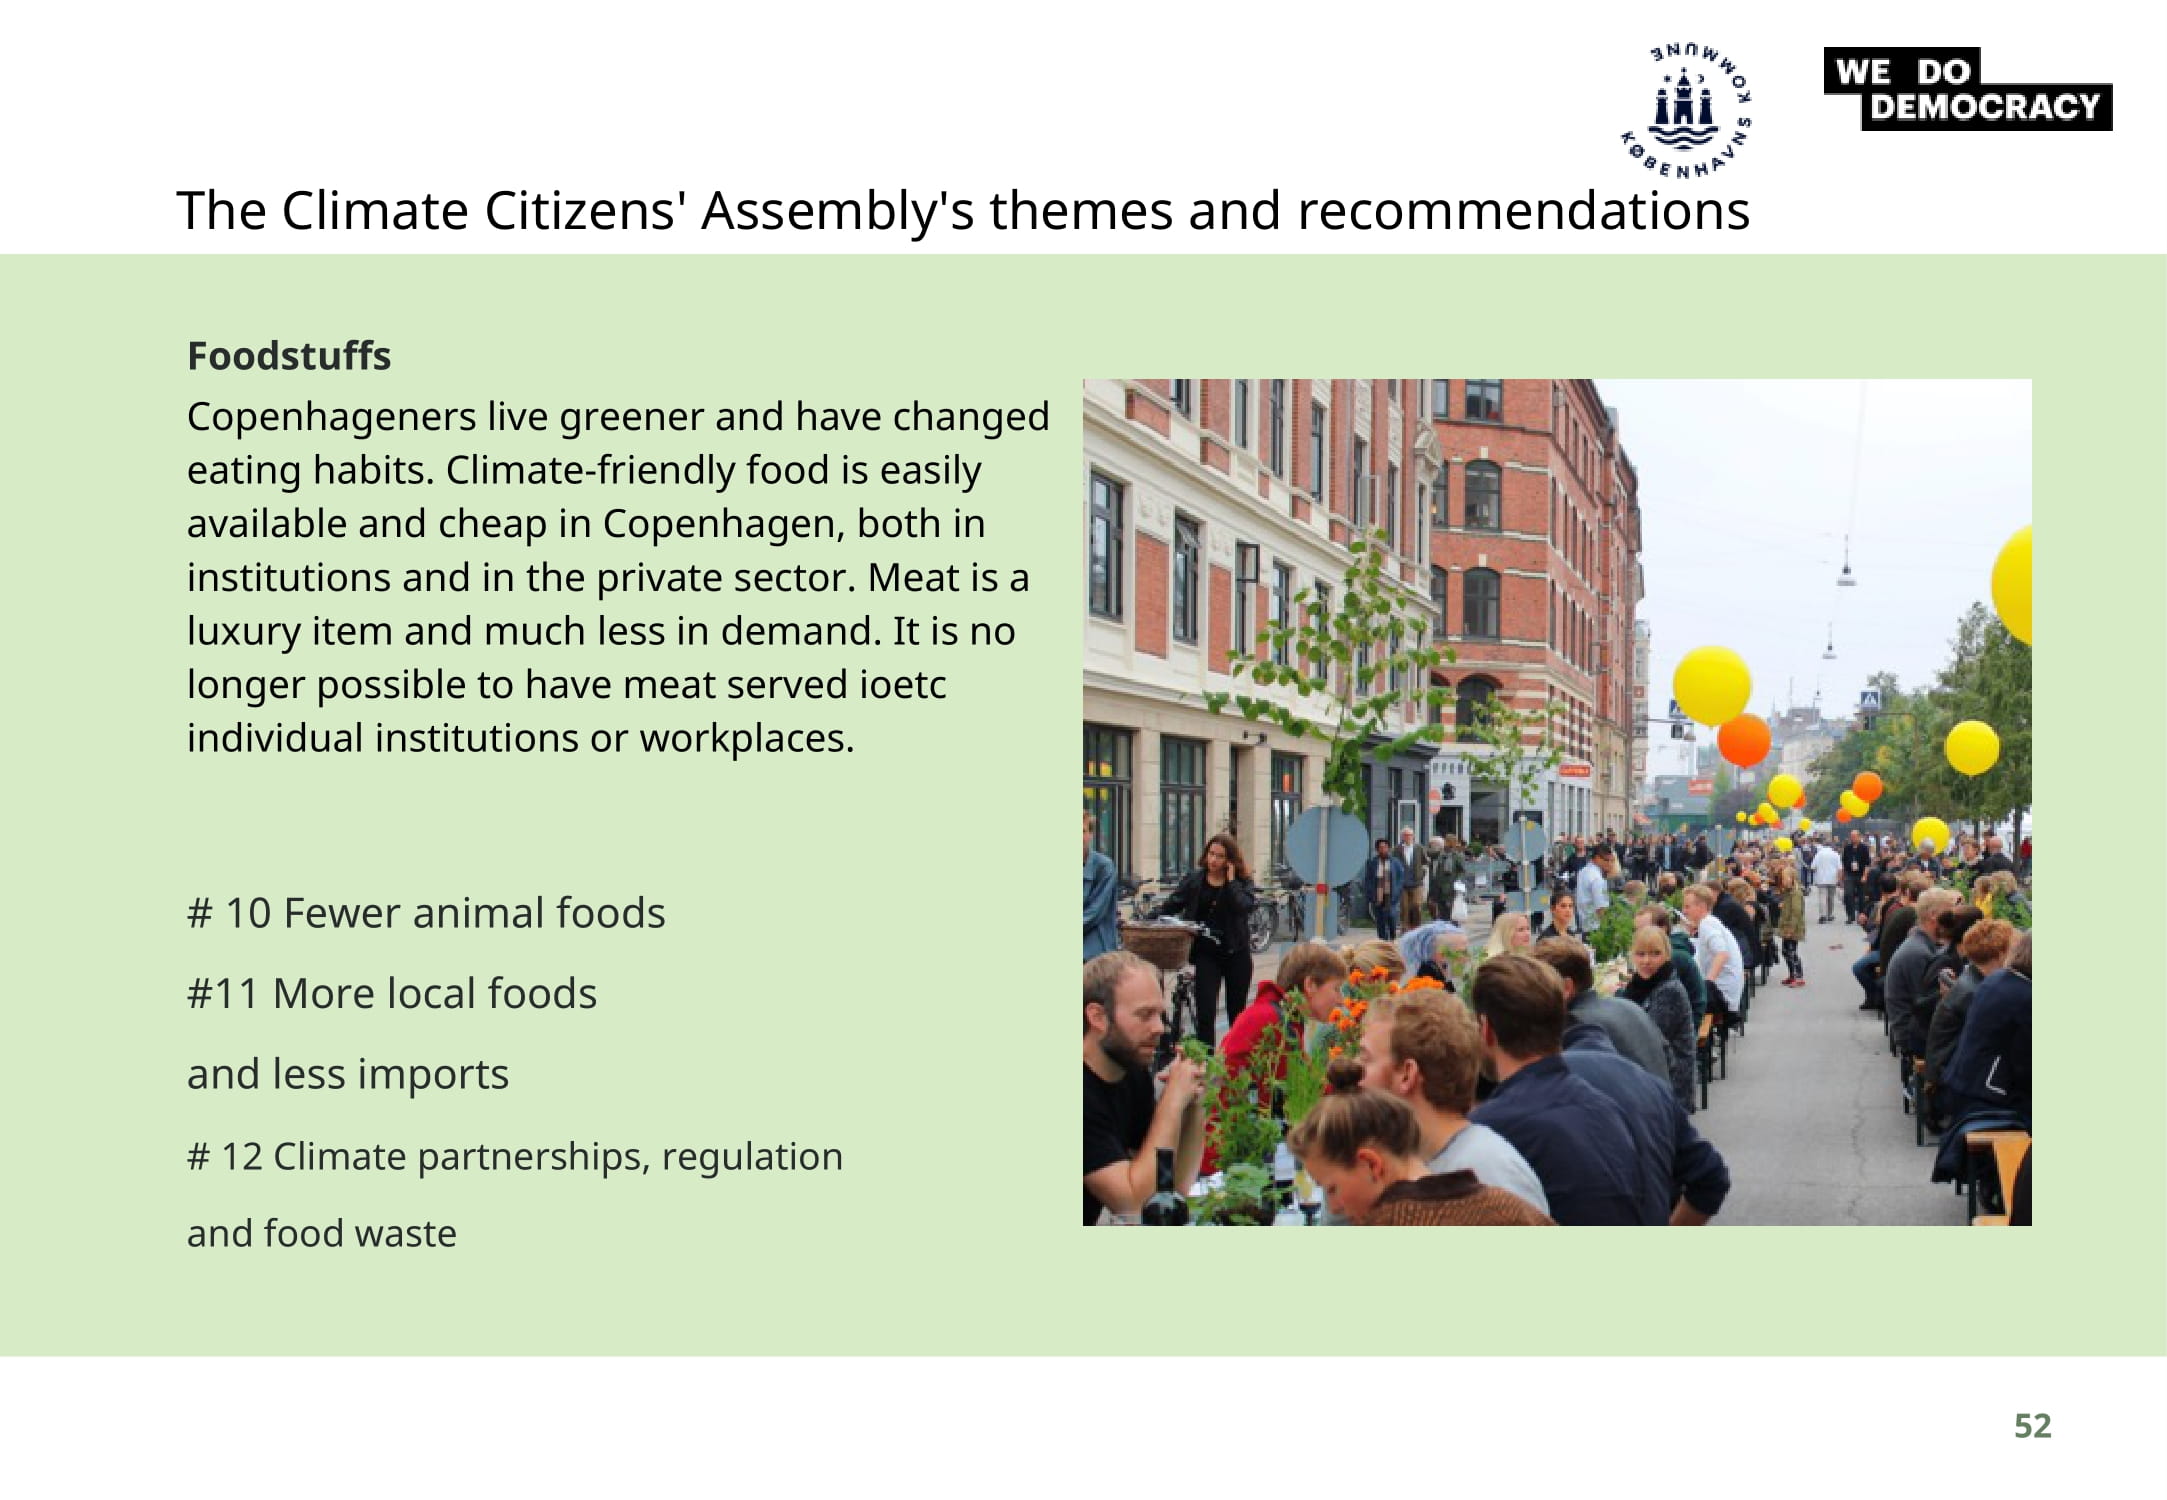 KØBENHAVNS KOMMUNE
WE DO
DEMOCRACY
The Climate Citizens' Assembly's themes and recommendations
Foodstuffs
Copenhageners live greener and have changed
eating habits. Climate-friendly food is easily
available and cheap in Copenhagen, both in
institutions and in the private sector. Meat is a
luxury item and much less in demand. It is no
longer possible to have meat served ioetc
individual institutions or workplaces.
# 10 Fewer animal foods
#11 More local foods
and less imports
# 12 Climate partnerships, regulation
and food waste
52